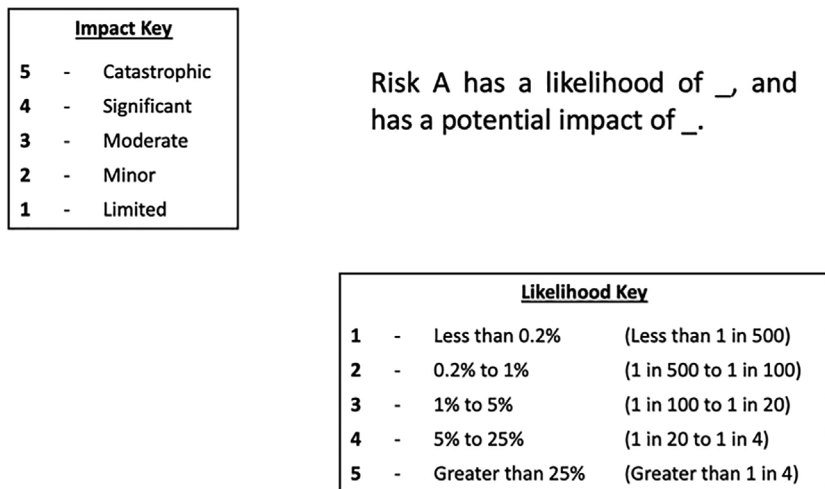 Impact Key
5 - Catastrophic
4 - Significant
3 - Moderate
2 - Minor
1 - Limited
Risk A has a likelihood of _, and
has a potential impact of _.
Likelihood Key
1 - Less than 0.2% (Less than 1 in 500)
2 - 0.2% to 1% (1 in 500 to 1 in 100)
3 - 1% to 5% (1 in 100 to 1 in 20)
4 - 5% to 25% (1 in 20 to 1 in 4)
5 - Greater than 25% (Greater than 1 in 4)